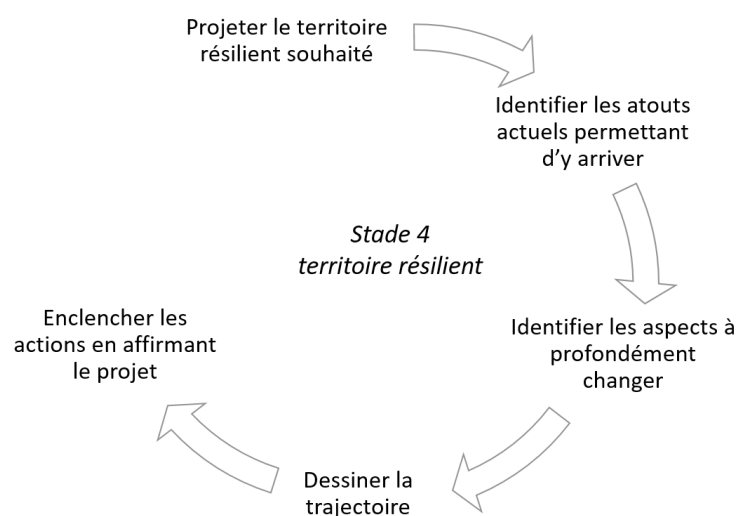 Projeter le territoire
résilient souhaité
Identifier les atouts
actuels permettant
d’y arriver
Stade 4
territoire résilient
Identifier les aspects à
profondément
changer
Dessiner la
trajectoire
Enclencher les
actions en affirmant
le projet